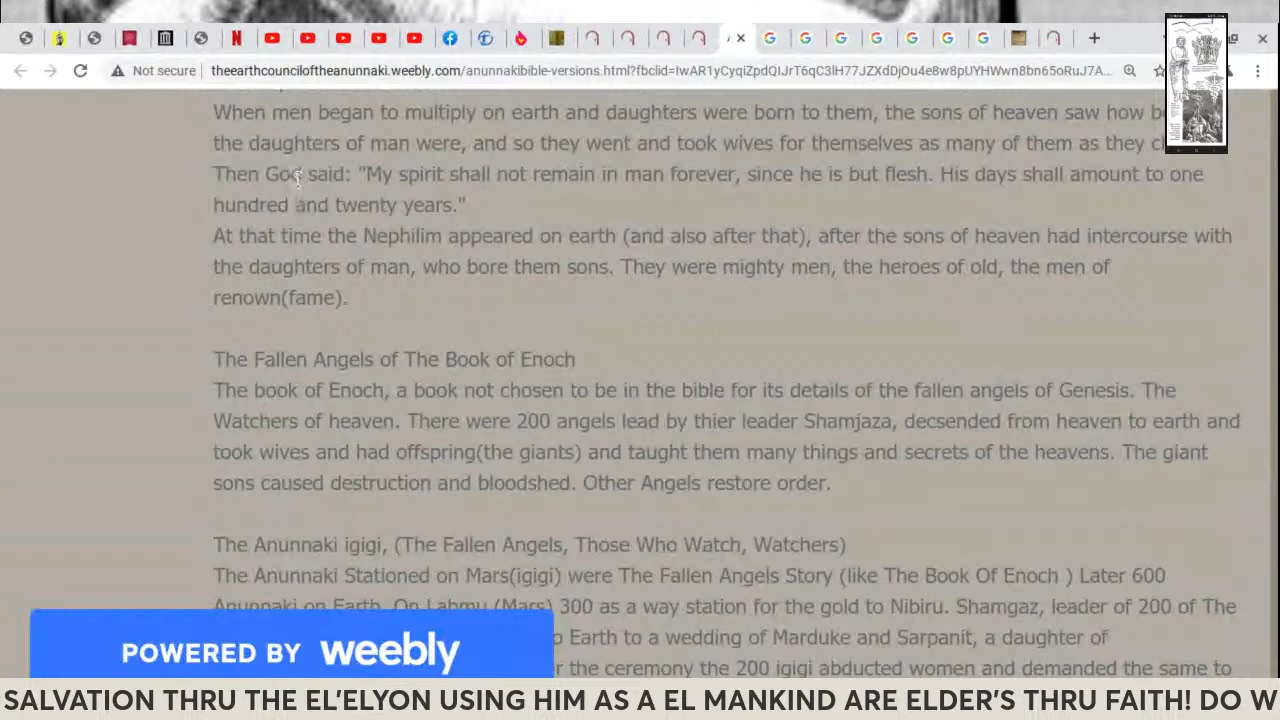 Not secure
theearthcounciloftheanunnaki.weebly.com/anunnakibible-versions.html?fbclid=IwAR1yCyqiZpdQiJrT6qC3lH77JZXdDjOu4e8w8pUYHWwn8bn65oRuJ7A...
When men began to multiply on earth and daughters were born to them, the sons of heaven saw how
the daughters of man were, and so they went and took wives for themselves as many of them as they
Then God said: "My spirit shall not remain in man forever, since he is but flesh. His days shall amount to one
hundred and twenty years."
At that time the Nephilim appeared on earth (and also after that), after the sons of heaven had intercourse with
the daughters of man, who bore them sons. They were mighty men, the heroes of old, the men of
renown(fame).
The Fallen Angels of The Book of Enoch
The book of Enoch, a book not chosen to be in the bible for its details of the fallen angels of Genesis. The
Watchers of heaven. There were 200 angels lead by thier leader Shamjaza, decsended from heaven to earth and
took wives and had offspring(the giants) and taught them many things and secrets of the heavens. The giant
sons caused destruction and bloodshed. Other Angels restore order.
The Anunnaki igigi, (The Fallen Angels, Those Who Watch, Watchers)
The Anunnaki Stationed on Mars(igigi) were The Fallen Angels Story (like The Book Of Enoch ) Later 600
Anunnaki on Earth. On Lahmu (Mars) 300 as a way station for the gold to Nibiru. Shamgaz, leader of 200 of The
Earth to a wedding of Marduke and Sarpanit, a daughter of
the ceremony the 200 igigi abducted women and demanded the same to
POWERED BY weebly
SALVATION THRU THE EL'ELYON USING HIM AS A EL MANKIND ARE ELDER'S THRU FAITH! DO W